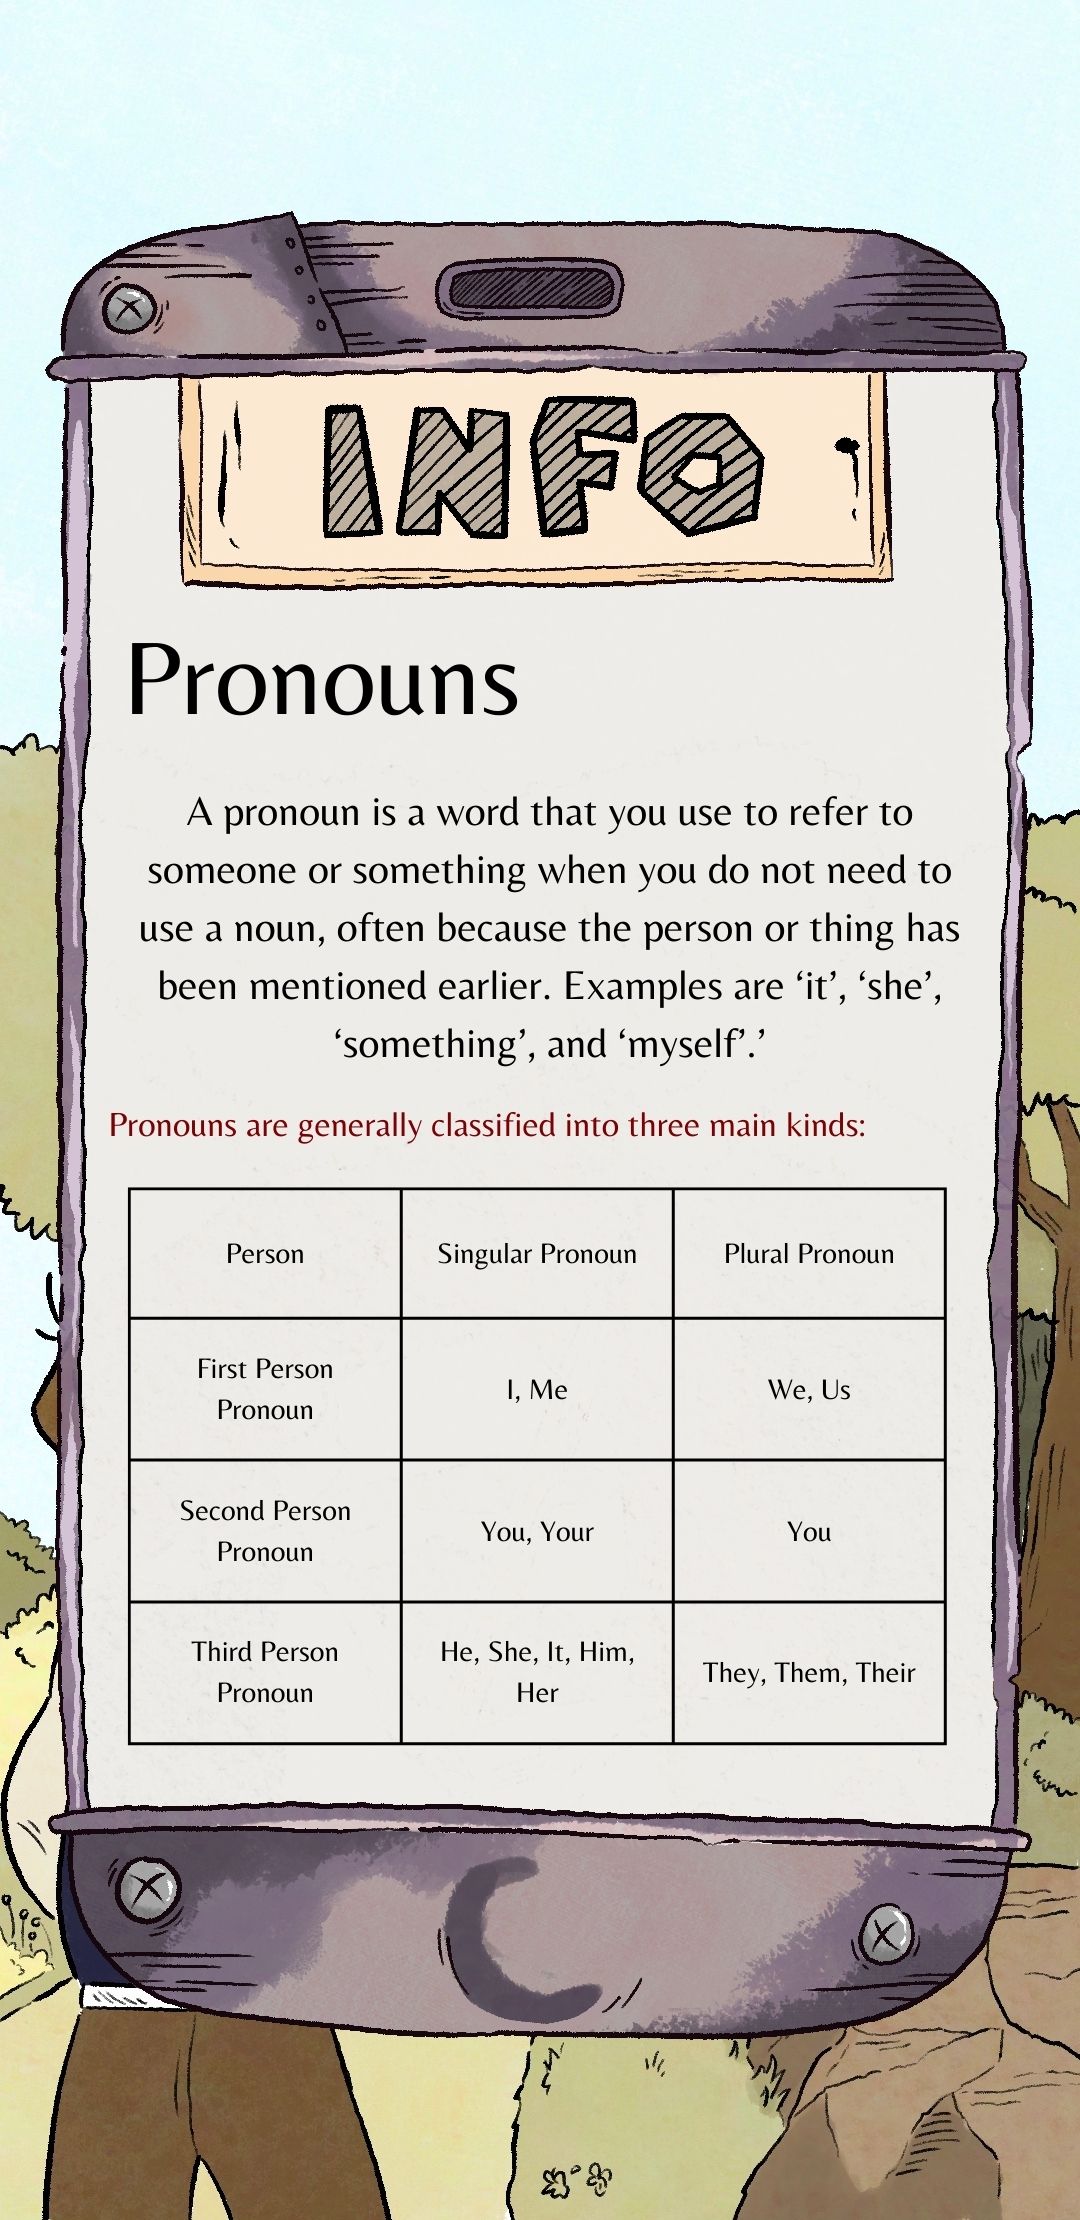 INFO
Pronouns
A pronoun is a word that you use to refer to
someone or something when you do not need to
use a noun, often because the person or thing has
been mentioned earlier. Examples are ‘it’, ‘she’,
‘something’, and ‘myself’.’
Pronouns are generally classified into three main kinds:
Person
Singular Pronoun
Plural Pronoun
First Person
Pronoun
I, Me
We, Us
Second Person
Pronoun
You, Your
You
Third Person
Pronoun
He, She, It, Him,
Her
They, Them, Their